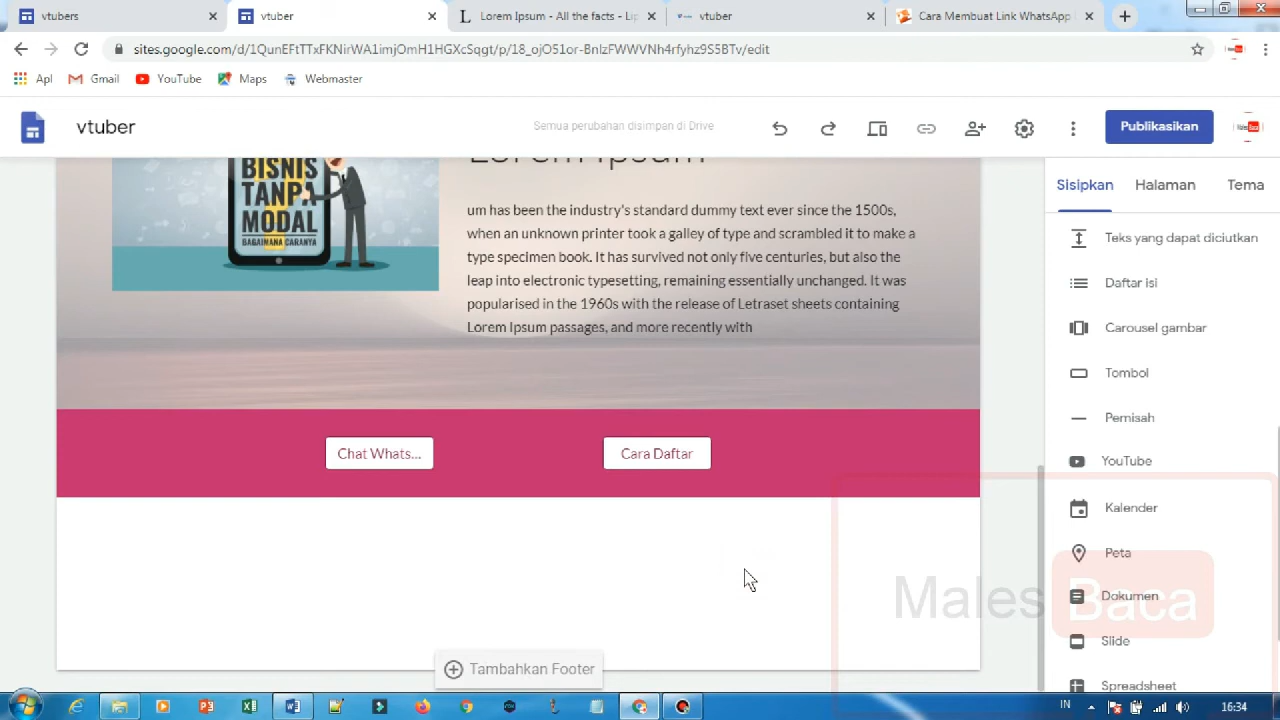 vtubers
vtuber
Lorem Ipsum - All the facts - Lip
vtuber
Cara Membuat Link WhatsApp
sites.google.com/d/1QunEFtTTxFKNirWA1imjOmH1HGXcSqgt/p/18_ojO51or-BnlzFWWVNh4rfyhz9S5BTv/edit
Apl
Gmail
YouTube
Maps
Webmaster
vtuber
Semua perubahan disimpan di Drive
Publikasikan
Sisipkan
Halaman
Tema
BISNIS
TANPA
MODAL
BAGAIMANA CARANYA
Lorem Ipsum
um has been the industry's standard dummy text ever since the 1500s,
when an unknown printer took a galley of type and scrambled it to make a
type specimen book. It has survived not only five centuries, but also the
leap into electronic typesetting, remaining essentially unchanged. It was
popularised in the 1960s with the release of Letraset sheets containing
Lorem Ipsum passages, and more recently with
Chat Whats...
Cara Daftar
Tambahkan Footer
Teks yang dapat diciutkan
Daftar isi
Carousel gambar
Tombol
Pemisah
YouTube
Kalender
Peta
Dokumen
Slide
Spreadsheet
Males Baca
IN
16:34